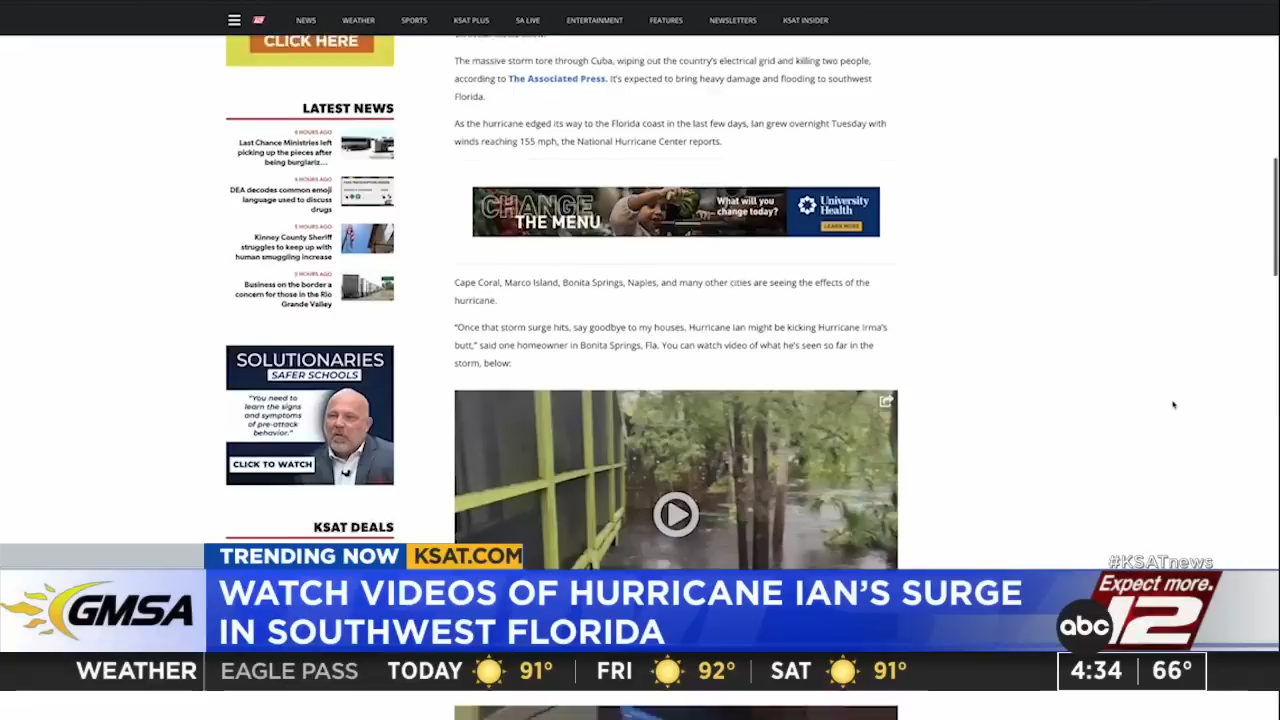 NEWS WEATHER SPORTS KSAT PLUS SA LIVE ENTERTAINMENT FEATURES NEWSLETTERS KSAT INSIDER
CLICK HERE
LATEST NEWS
4 HOURS AGO
Last Chance Ministries left
picking up the pieces after
being burglariz...
DEA decodes common emoji
language used to discuss
drugs
5 HOURS AGO
Kinney County Sheriff
struggles to keep up with
human smuggling increase
HOURS AGO
Business on the border a
concern for those in the Rio
Grande Valley
SOLUTIONARIES
SAFER SCHOOLS
"You need to
learn the signs
and symptoms
of pre-attack
behavior."
CLICK TO WATCH
KSAT DEALS
The massive storm tore through Cuba, wiping out the country's electrical grid and killing two people,
according to The Associated Press. It's expected to bring heavy damage and flooding to southwest
Florida.
As the hurricane edged its way to the Florida coast in the last few days, Ian grew overnight Tuesday with
winds reaching 155 mph, the National Hurricane Center reports.
CHANGE
THE MENU
What will you
change today?
University
Health
LEARN MORE
Cape Coral, Marco Island, Bonita Springs, Naples, and many other cities are seeing the effects of the
hurricane.
"Once that storm surge hits, say goodbye to my houses. Hurricane Ian might be kicking Hurricane Irma's
butt," said one homeowner in Bonita Springs, Fla. You can watch video of what he's seen so far in the
storm, below:
TRENDING NOW KSAT.COM
#KSATnews
GMSA
WATCH VIDEOS OF HURRICANE IAN'S SURGE
IN SOUTHWEST FLORIDA
Expect more.
abc 12
WEATHER EAGLE PASS TODAY 91° FRI 92° SAT 91° 4:34 66°